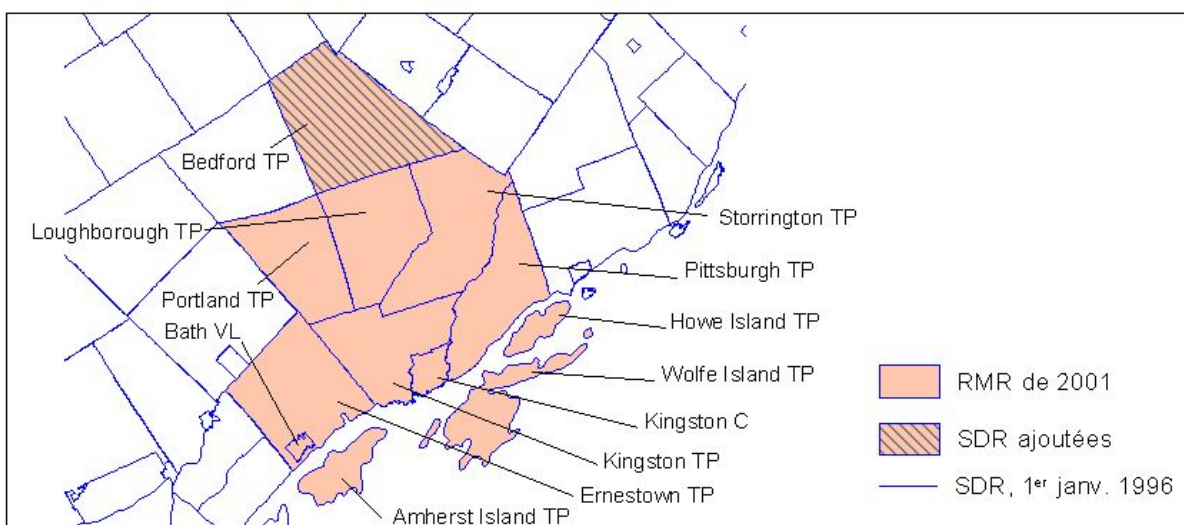 Bedford TP
Loughborough TP
Storrington TP
Pittsburgh TP
Portland TP
Bath VL
Howe Island TP
Wolfe Island TP
Kingston C
Kingston TP
Ernestown TP
Amherst Island TP
RMR de 2001
SDR ajoutées
SDR, 1er janv. 1996